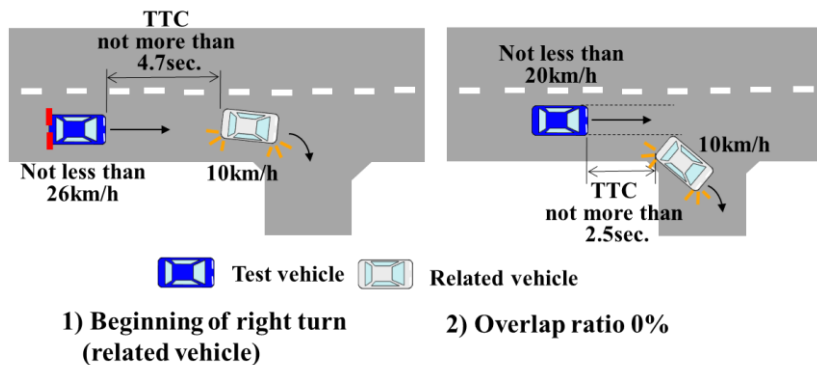 TTC
not more than
4.7sec.
Not less than
26km/h
10km/h
Not less than
20km/h
10km/h
TTC
not more than
2.5sec.
Test vehicle
Related vehicle
1) Beginning of right turn
(related vehicle)
2) Overlap ratio 0%